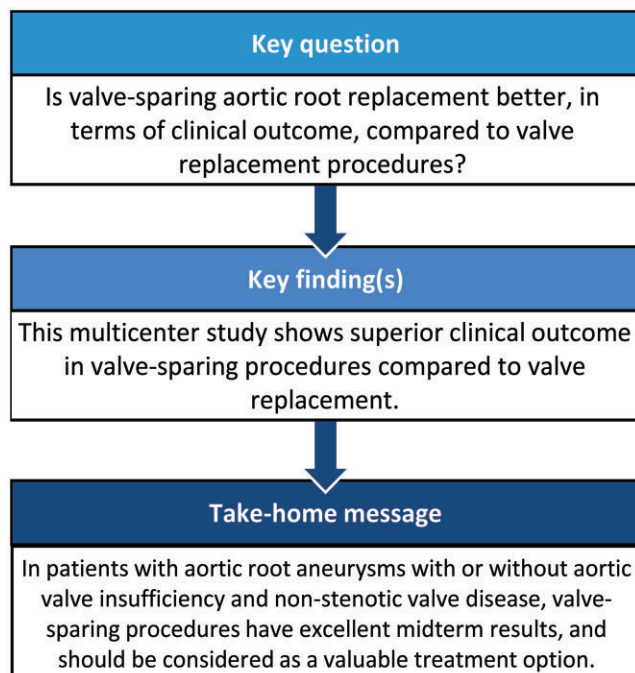 Key question
Is valve-sparing aortic root replacement better, in
terms of clinical outcome, compared to valve
replacement procedures?
Key finding(s)
This multicenter study shows superior clinical outcome
in valve-sparing procedures compared to valve
replacement.
Take-home message
In patients with aortic root aneurysms with or without aortic
valve insufficiency and non-stenotic valve disease, valve-
sparing procedures have excellent midterm results, and
should be considered as a valuable treatment option.